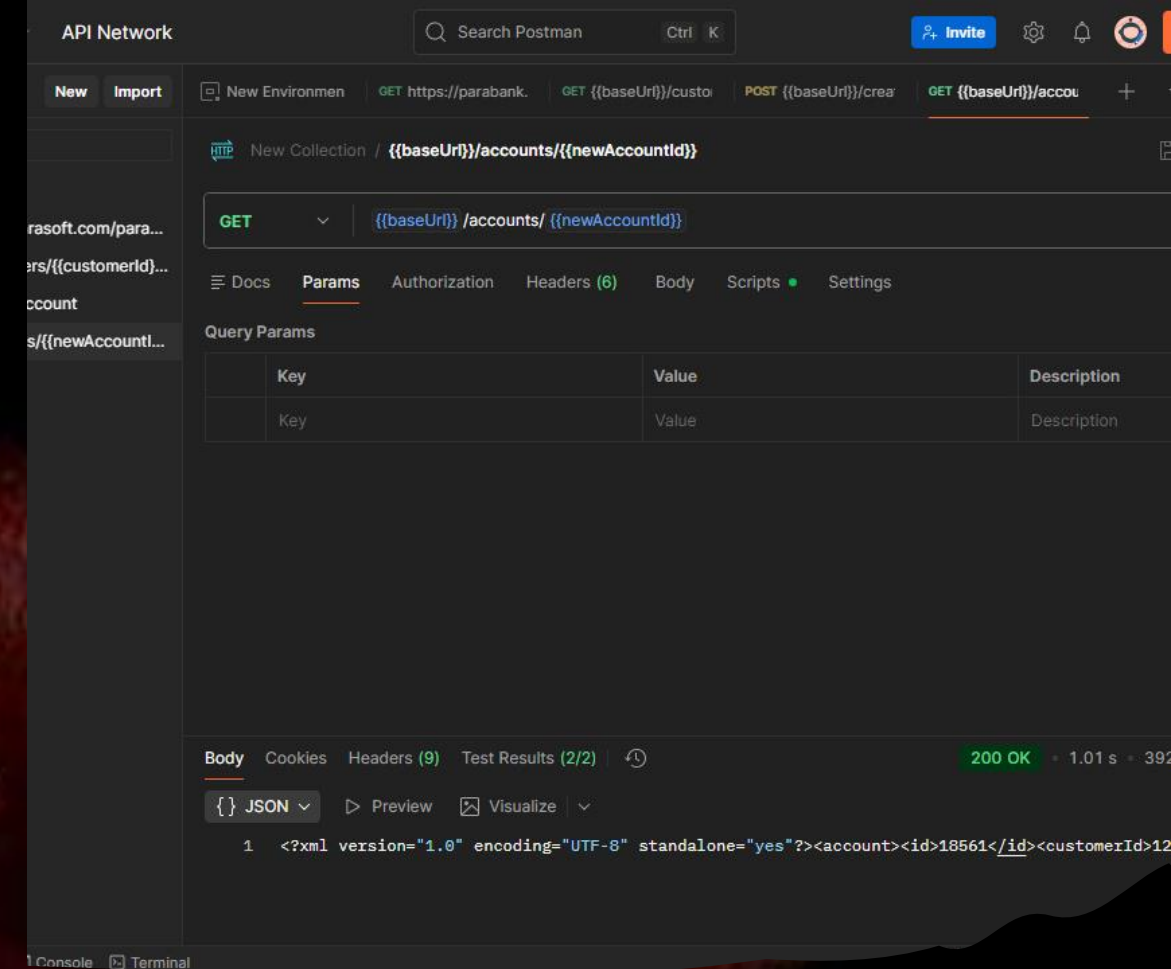 API Network Search Postman Ctrl K Invite
New Import New Environmen GET https://parabank. GET {{baseUrl}}/custo POST {{baseUrl}}/crea GET {{baseUrl}}/accou
HTTP New Collection / {{baseUrl}}/accounts/{{newAccountId}}
GET {{baseUrl}} /accounts/ {{newAccountId}}
rasoft.com/para...
ers/{{customerId}...
ccount
s/{{newAccountI...
Docs Params Authorization Headers (6) Body Scripts Settings
Query Params
Key Value Description
Key Value Description
Body Cookies Headers (9) Test Results (2/2) 200 OK • 1.01 s • 392
{} JSON Preview Visualize
1 <?xml version="1.0" encoding="UTF-8" standalone="yes"?><account><id>18561</id><customerId>12
Console Terminal